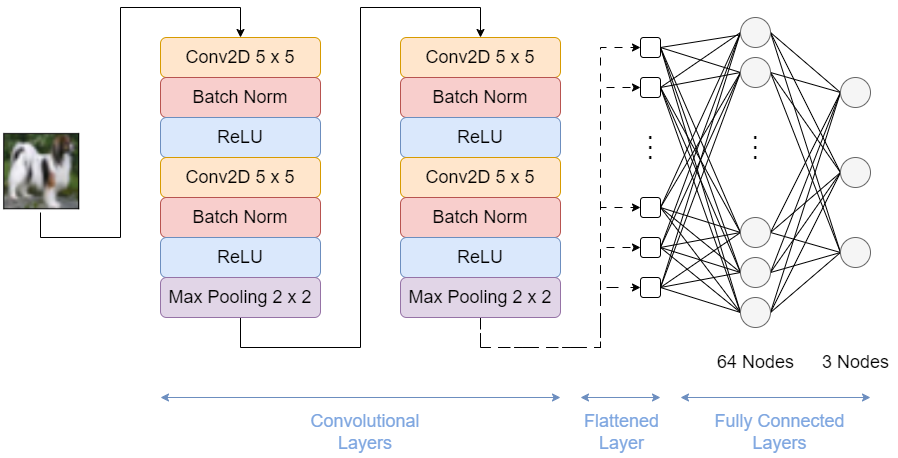 Conv2D 5 x 5
Batch Norm
ReLU
Conv2D 5 x 5
Batch Norm
ReLU
Max Pooling 2 x 2
Conv2D 5 x 5
Batch Norm
ReLU
Conv2D 5 x 5
Batch Norm
ReLU
Max Pooling 2 x 2
64 Nodes
3 Nodes
Convolutional
Layers
Flattened
Layer
Fully Connected
Layers